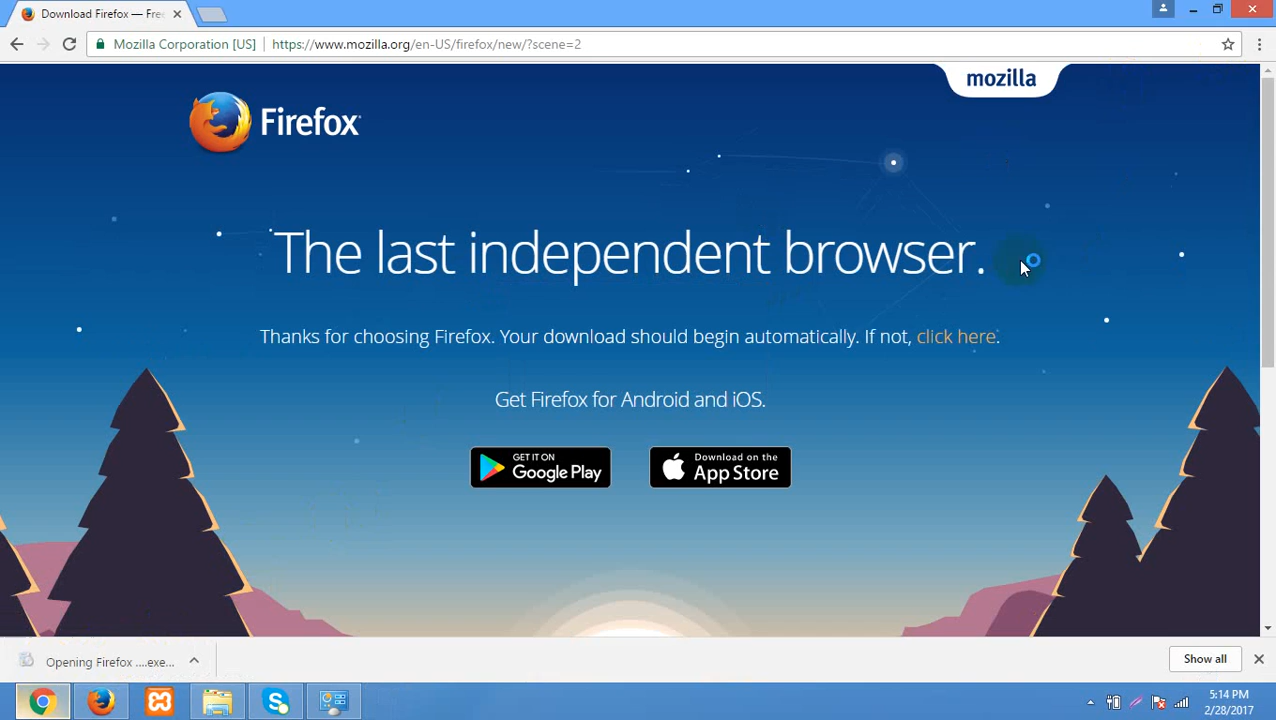 Download Firefox — Fre
Mozilla Corporation [US]
https://www.mozilla.org/en-US/firefox/new/?scene=2
mozilla
Firefox
The last independent browser.
Thanks for choosing Firefox. Your download should begin automatically. If not, click here.
Get Firefox for Android and iOS.
GET IT ON
Google Play
Download on the
App Store
Opening Firefox ....exe...
Show all
5:14 PM
2/28/2017